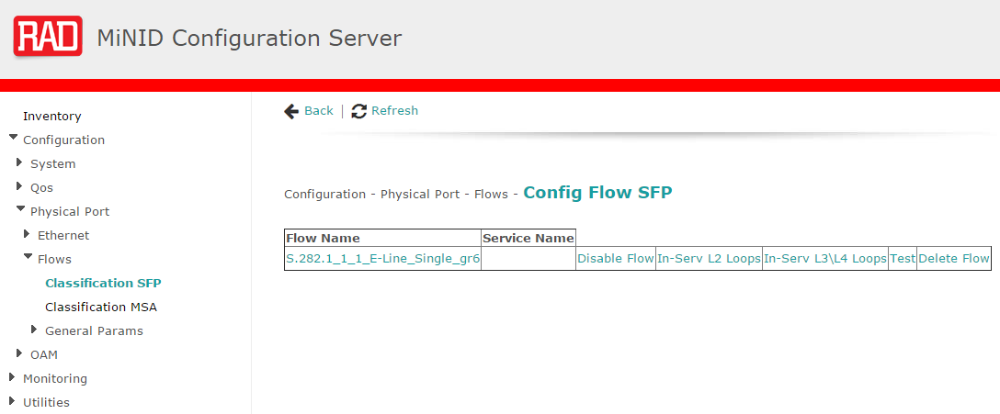 RAD MiNID Configuration Server
Inventory
Configuration
System
Qos
Physical Port
Ethernet
Flows
Classification SFP
Classification MSA
General Params
OAM
Monitoring
Utilities
Back | Refresh
Configuration - Physical Port - Flows - Config Flow SFP
Flow Name Service Name
S.282.1_1_1_E-Line_Single_gr6 Disable Flow In-Serv L2 Loops In-Serv L3\L4 Loops Test Delete Flow